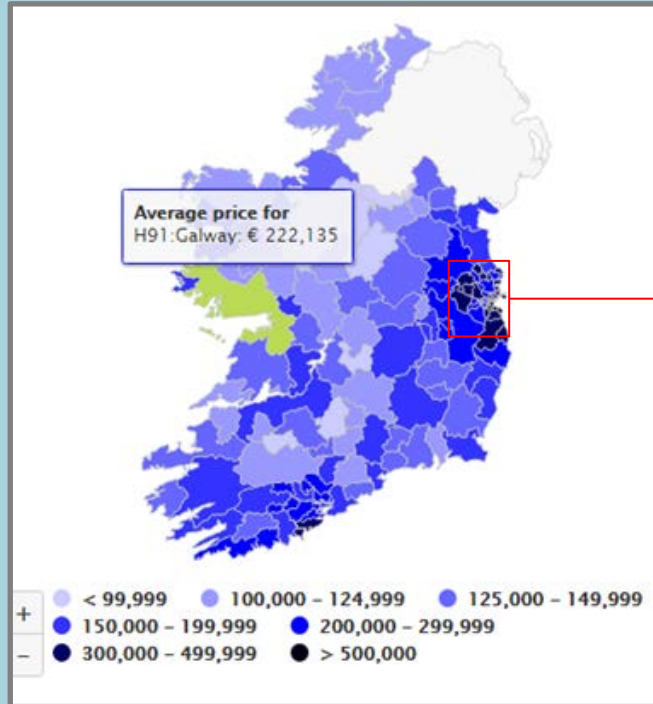 Average price for
H91:Galway: € 222,135
+
−
< 99,999 100,000 – 124,999 125,000 – 149,999
150,000 – 199,999 200,000 – 299,999
300,000 – 499,999 > 500,000